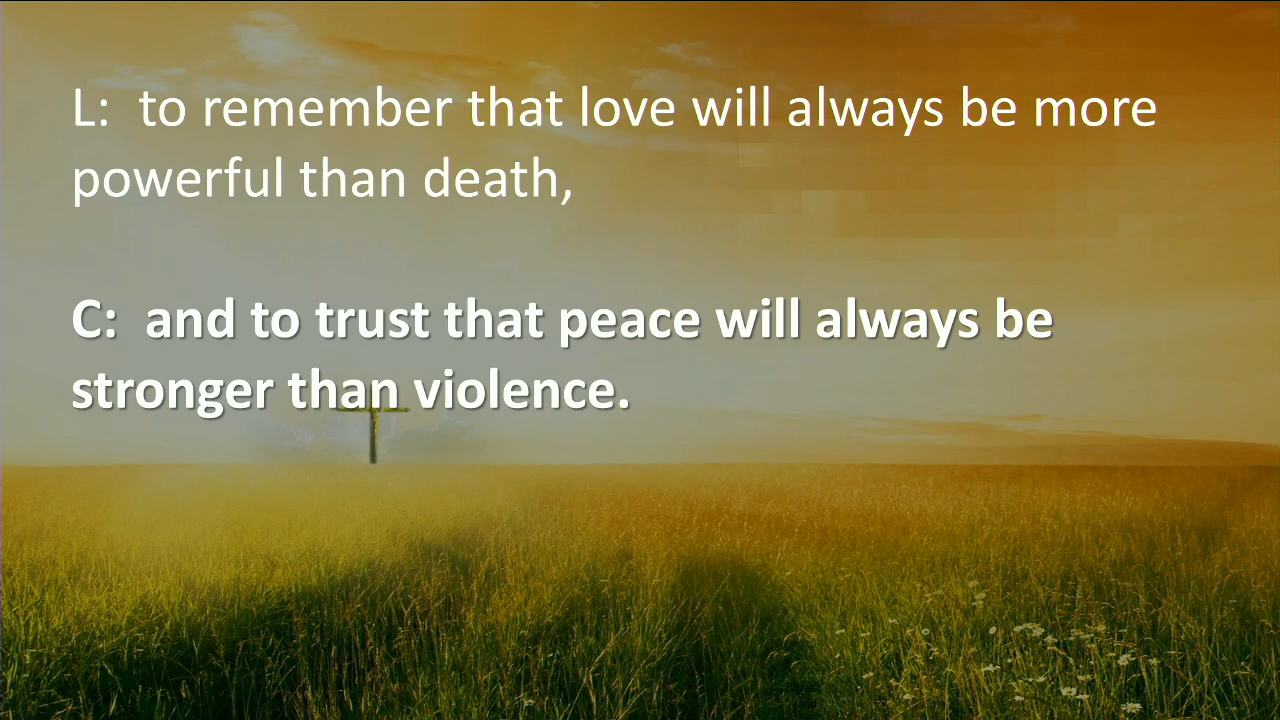 L:  to remember that love will always be more
powerful than death,
C:  and to trust that peace will always be
stronger than violence.